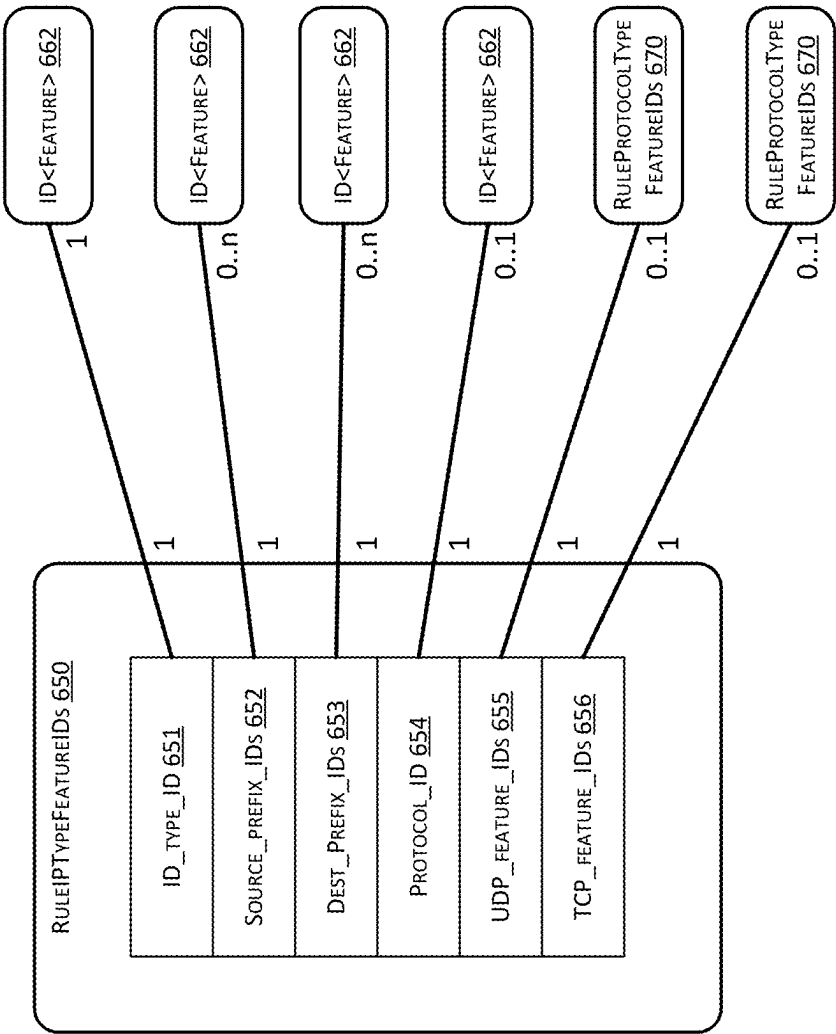 RULEIPTYPEFEATUREIDS 650
ID_TYPE_ID 651
SOURCE_PREFIX_IDS 652
DEST_PREFIX_IDS 653
PROTOCOL_ID 654
UDP_FEATURE_IDS 655
TCP_FEATURE_IDS 656
1
1
1
1
1
1
ID<FEATURE> 662
1
ID<FEATURE> 662
0..n
ID<FEATURE> 662
0..n
ID<FEATURE> 662
0..1
RULEPROTOCOLTYPE
FEATUREIDS 670
0..1
RULEPROTOCOLTYPE
FEATUREIDS 670
0..1